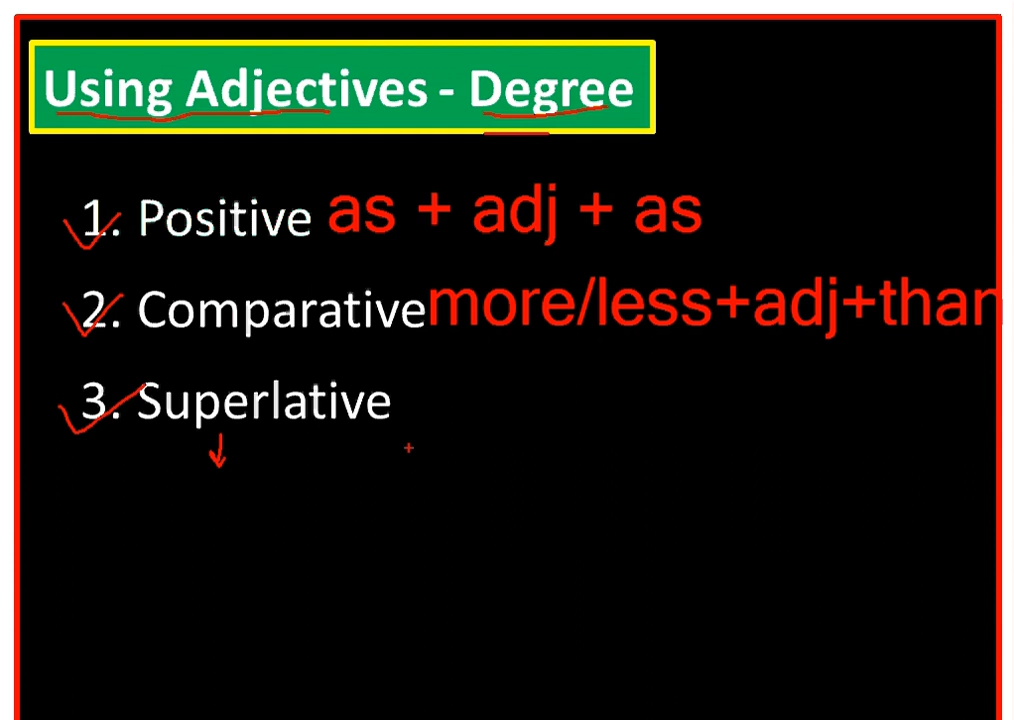 Using Adjectives - Degree
1. Positive as + adj + as
2. Comparative more/less+adj+than
3. Superlative